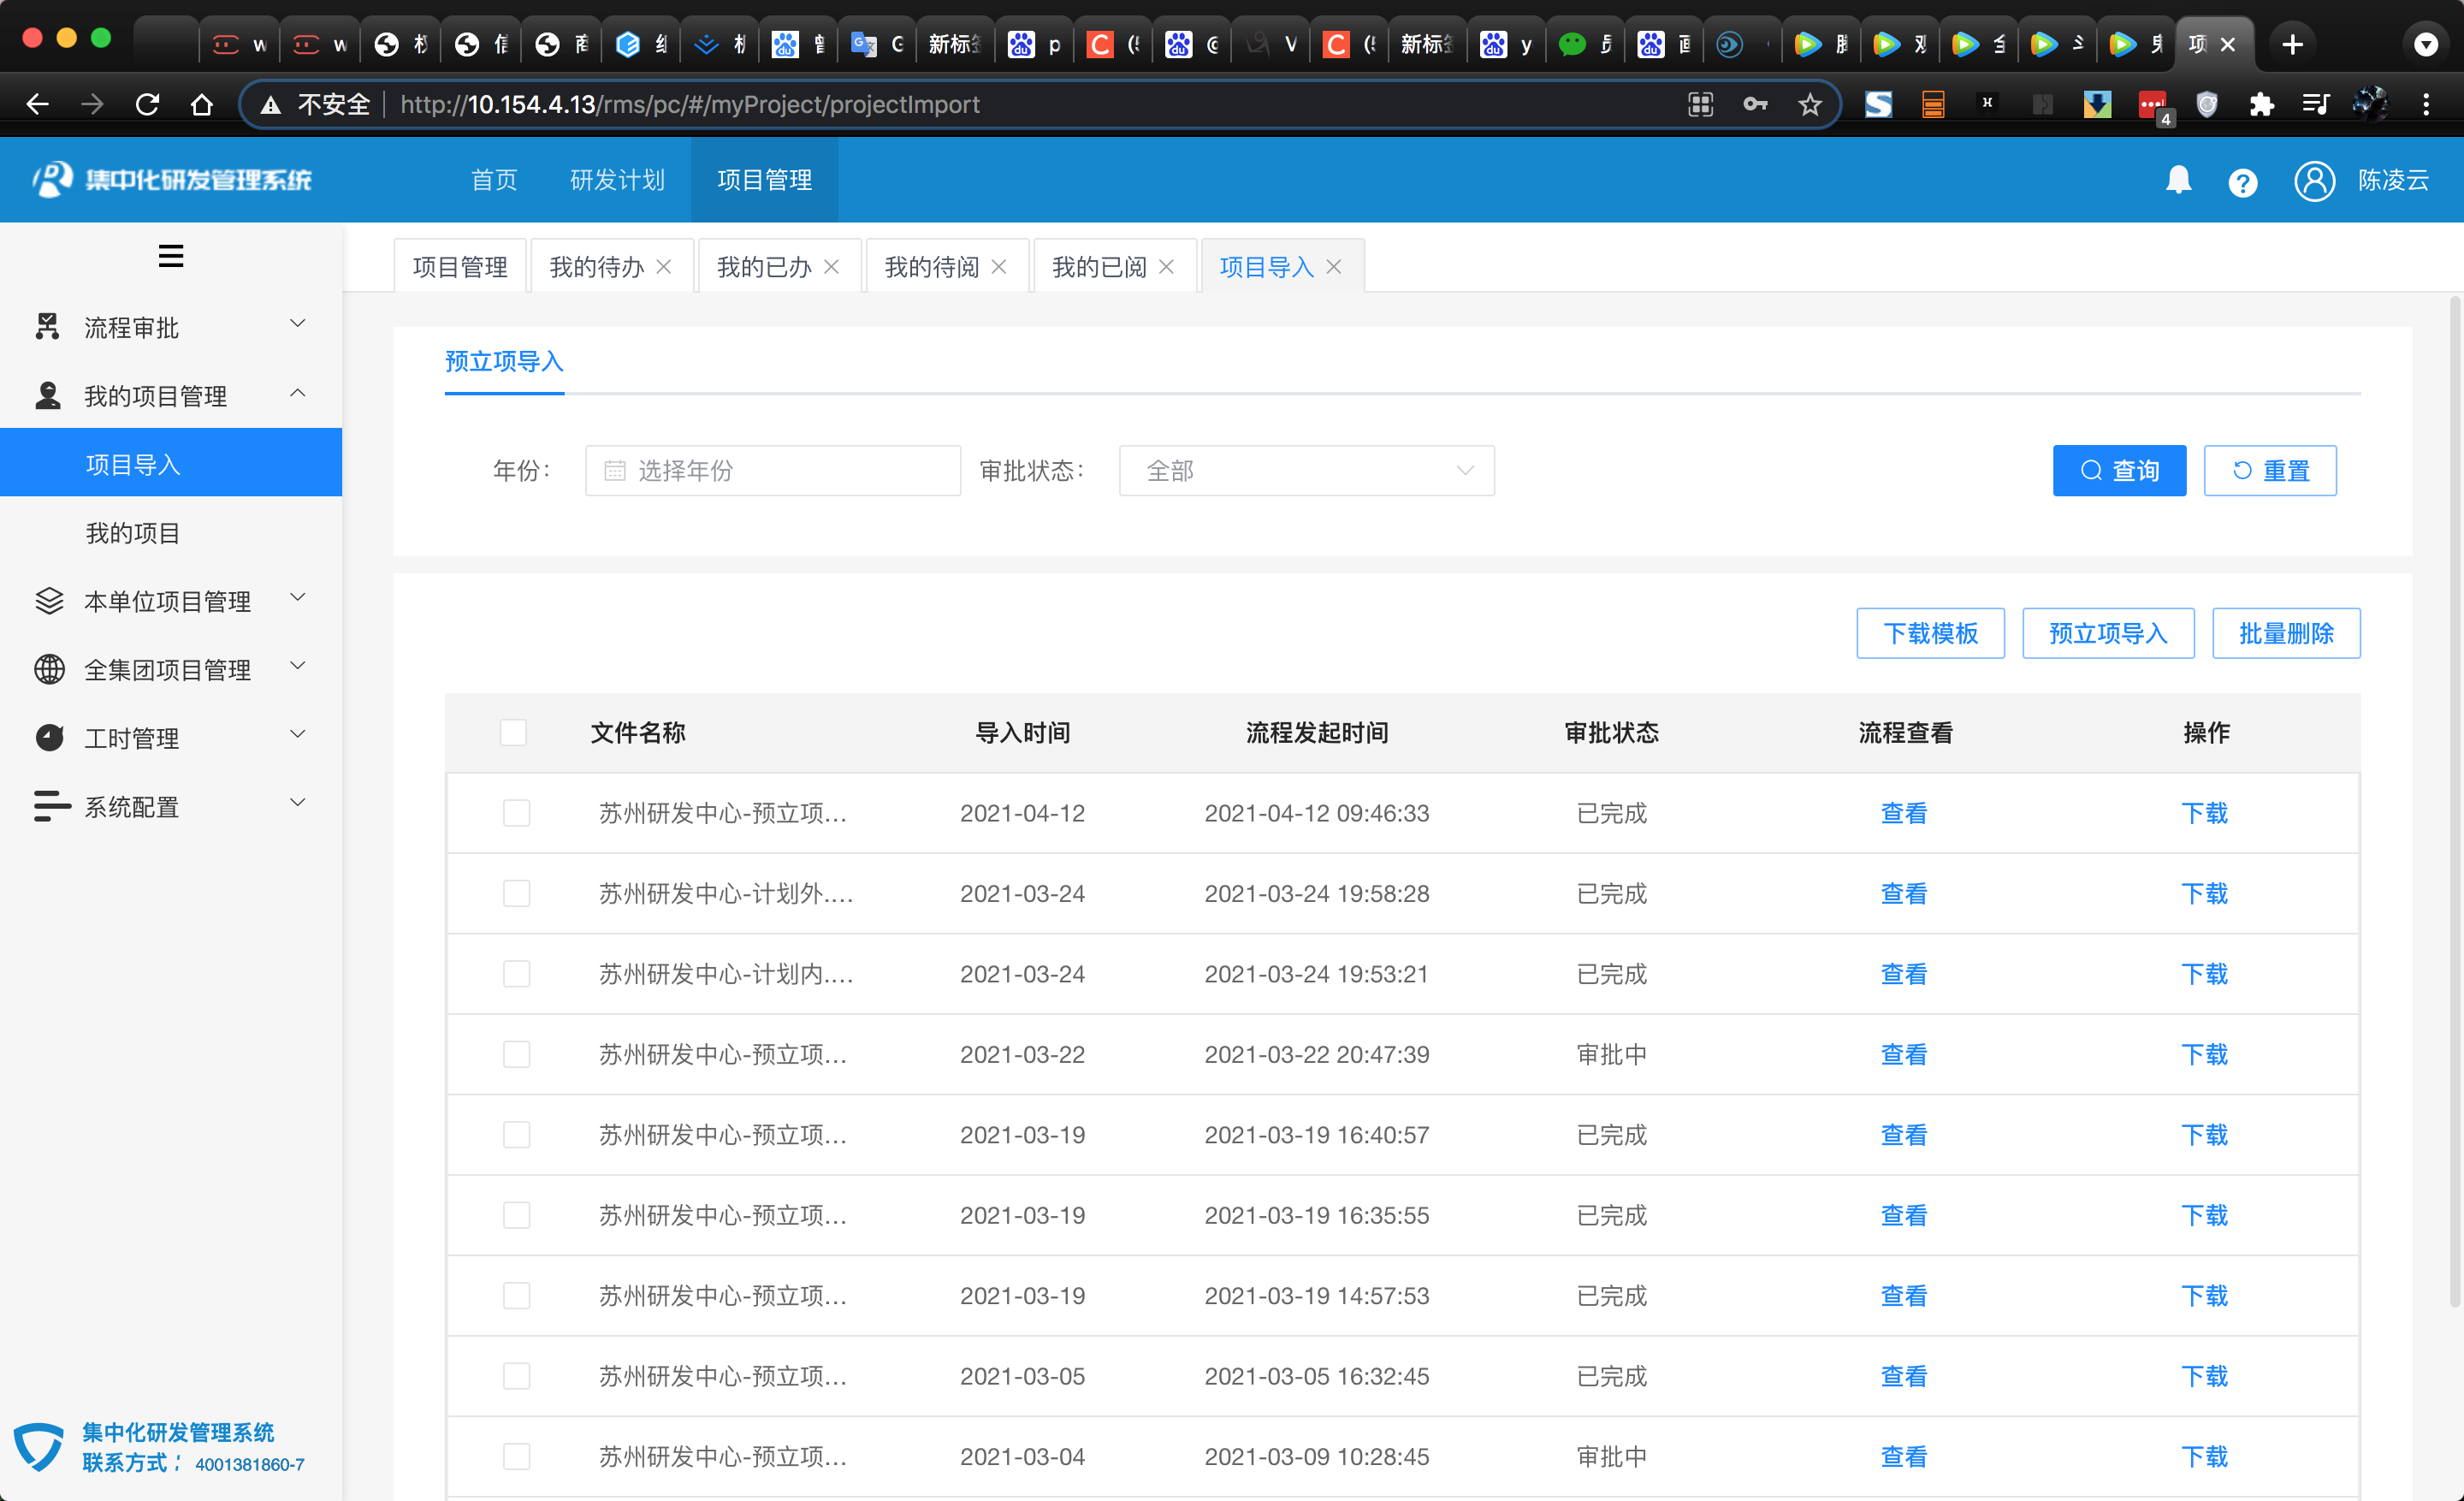 新标
新标
项
不安全 http://10.154.4.13/rms/pc/#/myProject/projectImport
4
集中化研发管理系统
首页 研发计划 项目管理
陈凌云
项目管理 我的待办 我的已办 我的待阅 我的已阅 项目导入
流程审批
我的项目管理
项目导入
我的项目
本单位项目管理
全集团项目管理
工时管理
系统配置
预立项导入
年份： 选择年份 审批状态： 全部 查询 重置
下载模板 预立项导入 批量删除
文件名称 导入时间 流程发起时间 审批状态 流程查看 操作
苏州研发中心-预立项... 2021-04-12 2021-04-12 09:46:33 已完成 查看 下载
苏州研发中心-计划外.... 2021-03-24 2021-03-24 19:58:28 已完成 查看 下载
苏州研发中心-计划内.... 2021-03-24 2021-03-24 19:53:21 已完成 查看 下载
苏州研发中心-预立项... 2021-03-22 2021-03-22 20:47:39 审批中 查看 下载
苏州研发中心-预立项... 2021-03-19 2021-03-19 16:40:57 已完成 查看 下载
苏州研发中心-预立项... 2021-03-19 2021-03-19 16:35:55 已完成 查看 下载
苏州研发中心-预立项... 2021-03-19 2021-03-19 14:57:53 已完成 查看 下载
苏州研发中心-预立项... 2021-03-05 2021-03-05 16:32:45 已完成 查看 下载
苏州研发中心-预立项... 2021-03-04 2021-03-09 10:28:45 审批中 查看 下载
集中化研发管理系统
联系方式： 4001381860-7